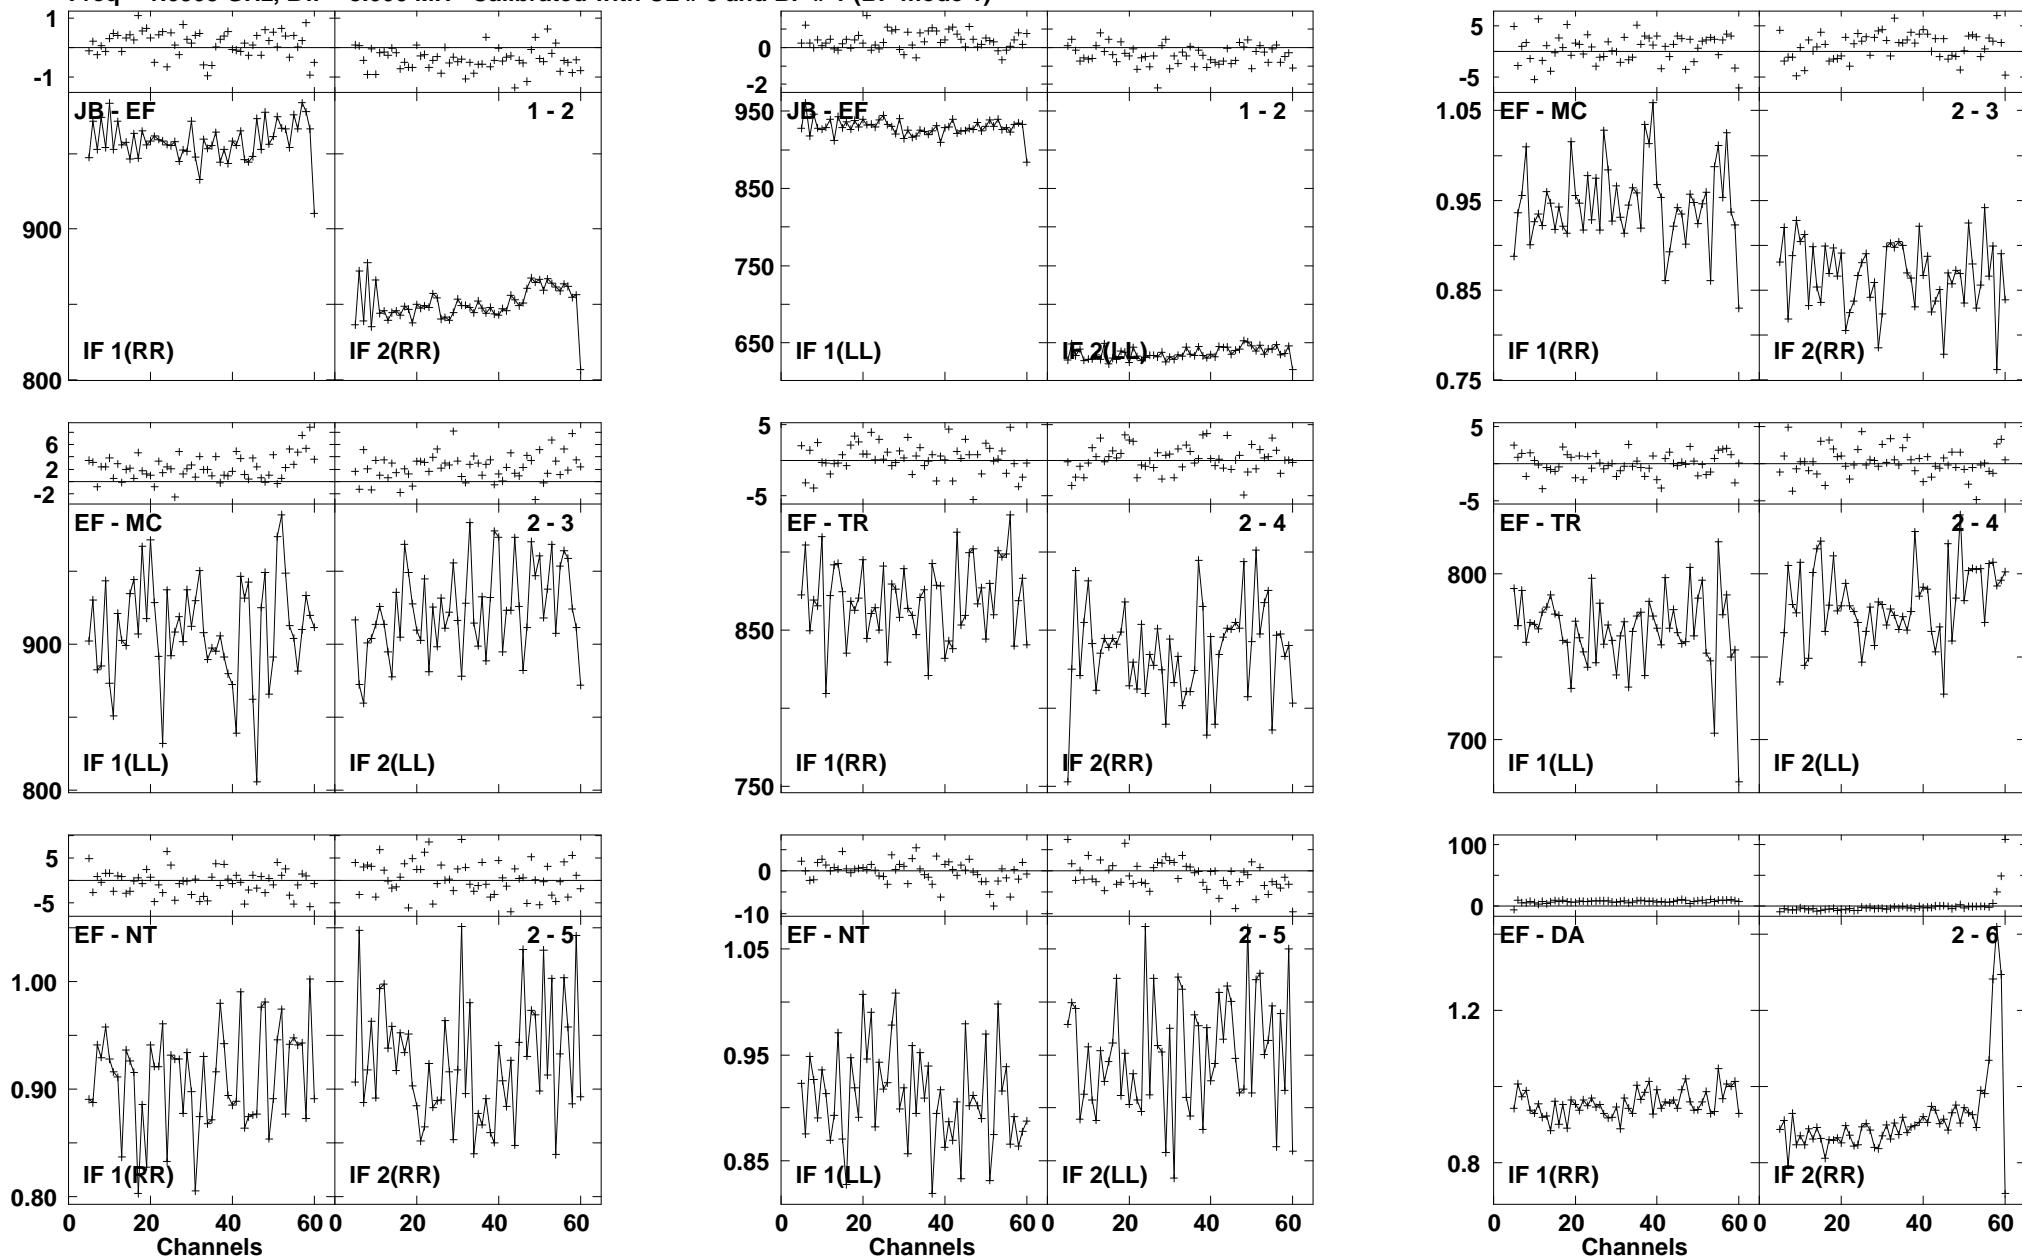 1
-1
JB - EF
1 - 2
900
IF 1(RR)
IF 2(RR)
800
0
-2
JB - EF
1 - 2
950
850
750
650
IF 1(LL)
IF 2(LL)
5
-5
EF - MC
2 - 3
1.05
0.95
0.85
IF 1(RR)
IF 2(RR)
0.75
6
2
-2
EF - MC
2 - 3
900
IF 1(LL)
IF 2(LL)
800
5
-5
EF - TR
2 - 4
850
IF 1(RR)
IF 2(RR)
750
5
-5
EF - TR
2 - 4
800
700
IF 1(LL)
IF 2(LL)
5
-5
EF - NT
2 - 5
1.00
0.90
IF 1(RR)
IF 2(RR)
0.80
0 20 40 60 0 20 40 60
Channels
0
-10
EF - NT
2 - 5
1.05
0.95
0.85
IF 1(LL)
IF 2(LL)
0 20 40 60 0 20 40 60
Channels
100
0
EF - DA
2 - 6
1.2
0.8
IF 1(RR)
IF 2(RR)
0 20 40 60 0 20 40 60
Channels